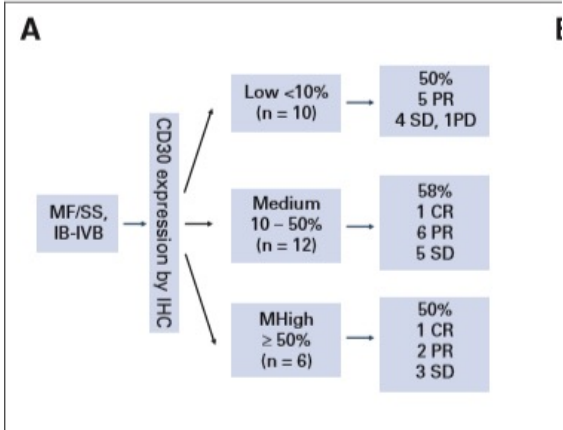 A
MF/SS,
IB-IVB
CD30 expression by IHC
Low <10%
(n = 10)
50%
5 PR
4 SD, 1PD
Medium
10 – 50%
(n = 12)
58%
1 CR
6 PR
5 SD
MHigh
≥ 50%
(n = 6)
50%
1 CR
2 PR
3 SD